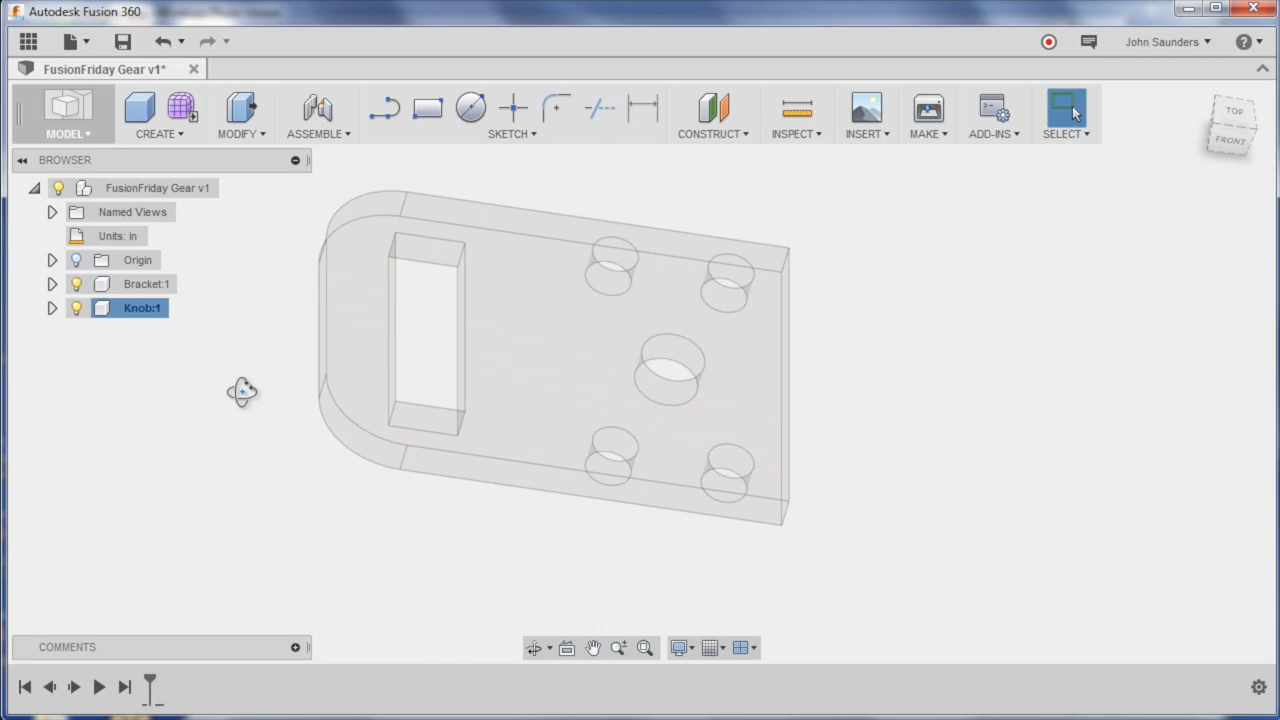 Autodesk Fusion 360
John Saunders
FusionFriday Gear v1*
MODEL
CREATE
MODIFY
ASSEMBLE
SKETCH
CONSTRUCT
INSPECT
INSERT
MAKE
ADD-INS
SELECT
TOP
FRONT
BROWSER
FusionFriday Gear v1
Named Views
Units: in
Origin
Bracket:1
Knob:1
COMMENTS